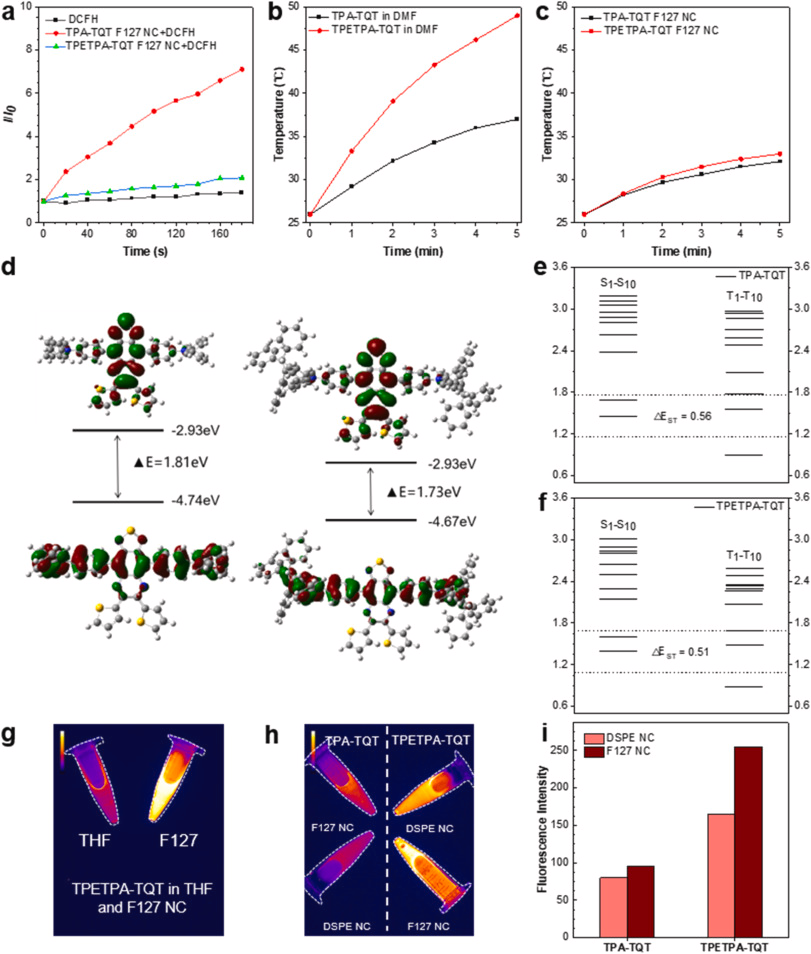 a
DCFH
TPA-TQT F127 NC+DCFH
TPETPA-TQT F127 NC+DCFH
I/I0
10
8
6
4
2
0
0 40 80 120 160
Time (s)
b
TPA-TQT in DMF
TPETPA-TQT in DMF
Temperature (℃)
50
45
40
35
30
25
0 1 2 3 4 5
Time (min)
c
TPA-TQT F127 NC
TPETPA-TQT F127 NC
Temperature (℃)
50
45
40
35
30
25
0 1 2 3 4 5
Time (min)
d
-2.93eV
▲E=1.81eV
-4.74eV
-2.93eV
▲E=1.73eV
-4.67eV
e
TPA-TQT
S1-S10
T1-T10
△EST = 0.56
3.6 3.6
3.0 3.0
2.4 2.4
1.8 1.8
1.2 1.2
0.6 0.6
f
TPETPA-TQT
S1-S10
T1-T10
△EST = 0.51
3.6 3.6
3.0 3.0
2.4 2.4
1.8 1.8
1.2 1.2
0.6 0.6
g
THF F127
TPETPA-TQT in THF
and F127 NC
h
TPA-TQT TPETPA-TQT
F127 NC DSPE NC
DSPE NC F127 NC
i
DSPE NC
F127 NC
Fluorescence Intensity
250
200
150
100
50
0
TPA-TQT TPETPA-TQT